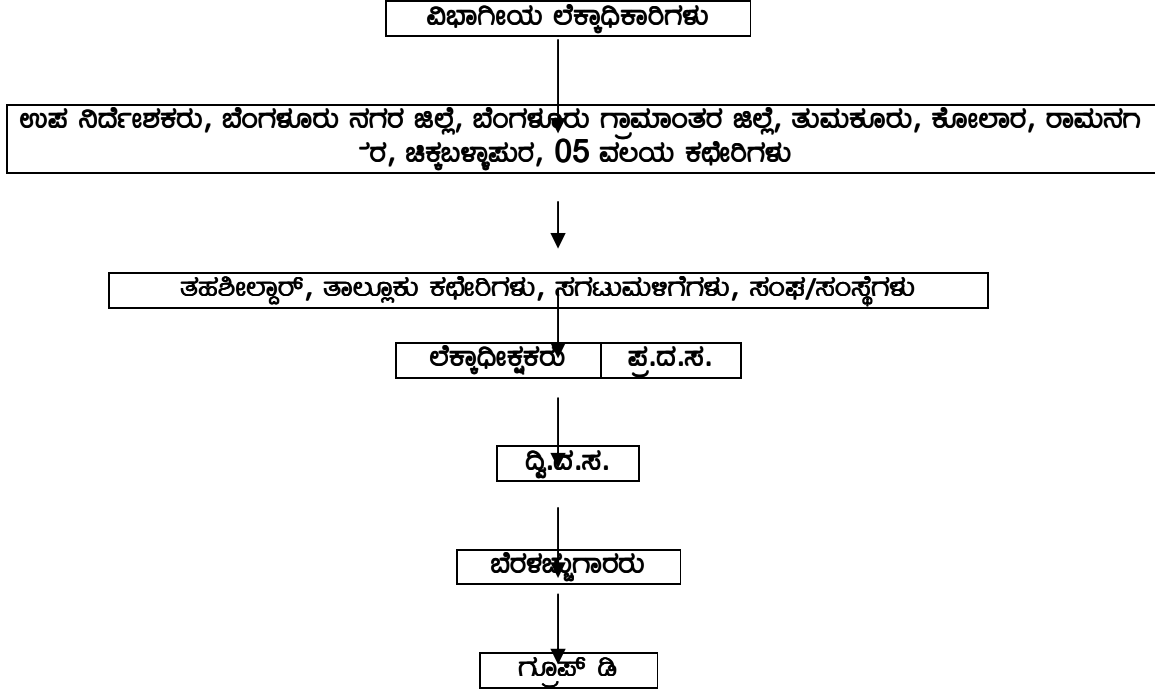 ವಿಭಾಗೀಯ ಲೆಕ್ಕಾಧಿಕಾರಿಗಳು
ಉಪ ನಿರ್ದೇಶಕರು, ಬೆಂಗಳೂರು ನಗರ ಜಿಲ್ಲೆ, ಬೆಂಗಳೂರು ಗ್ರಾಮಾಂತರ ಜಿಲ್ಲೆ, ತುಮಕೂರು, ಕೋಲಾರ, ರಾಮನಗ
ರ, ಚಿಕ್ಕಬಳ್ಳಾಪುರ, 05 ವಲಯ ಕಛೇರಿಗಳು
ತಹಶೀಲ್ದಾರ್, ತಾಲ್ಲೂಕು ಕಛೇರಿಗಳು, ಸಗಟುಮಳಿಗೆಗಳು, ಸಂಘ/ಸಂಸ್ಥೆಗಳು
ಲೆಕ್ಕಾಧೀಕ್ಷಕರು ಪ್ರ.ದ.ಸ.
ದ್ವಿ.ದ.ಸ.
ಬೆರಳಚ್ಚುಗಾರರು
ಗ್ರೂಪ್ ಡಿ